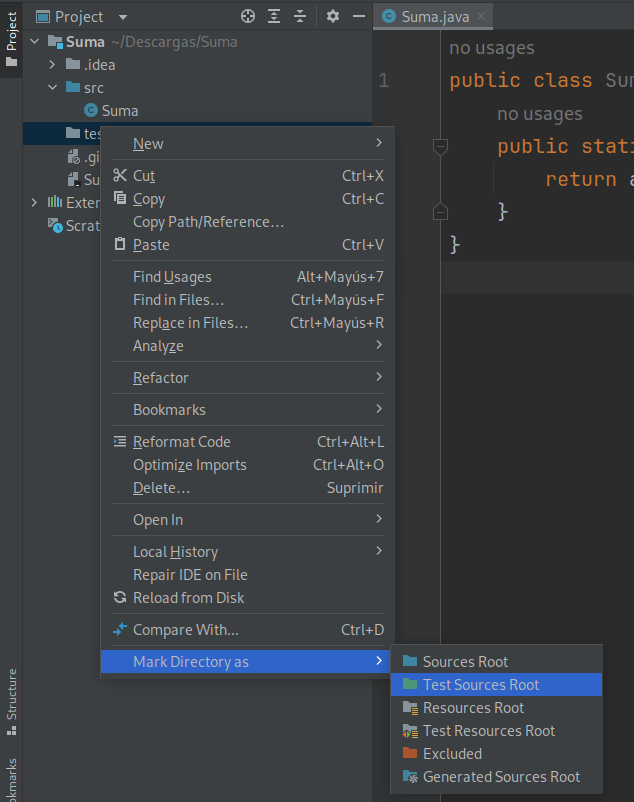 Project
Suma.java
Project
Suma ~/Descargas/Suma
.idea
src
Suma
no usages
1 public class Su
no usages
public stati
return a
}
}
tes
.gi
Su
Exter
Scrat
New
Cut Ctrl+X
Copy Ctrl+C
Copy Path/Reference…
Paste Ctrl+V
Find Usages Alt+Mayús+7
Find in Files… Ctrl+Mayús+F
Replace in Files… Ctrl+Mayús+R
Analyze
Refactor
Bookmarks
Reformat Code Ctrl+Alt+L
Optimize Imports Ctrl+Alt+O
Delete… Suprimir
Open In
Local History
Repair IDE on File
Reload from Disk
Compare With... Ctrl+D
Mark Directory as
Sources Root
Test Sources Root
Resources Root
Test Resources Root
Excluded
Generated Sources Root
Structure
okmarks